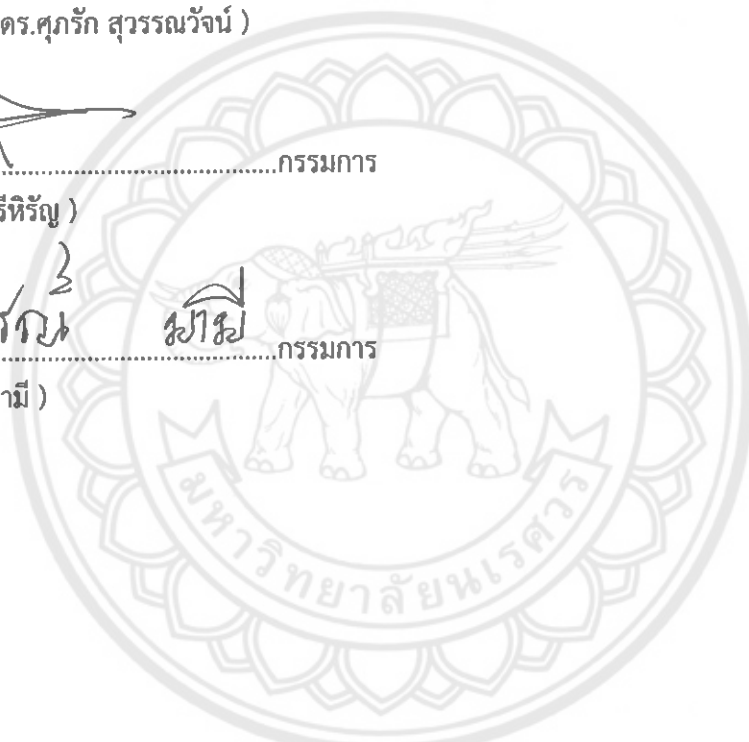 ดร.ศุภรัก สุวรรณวัจน์ )
................................กรรมการ
รีหิรัญ )
................................กรรมการ
ามี )
มหาวิทยาลัยนเรศวร